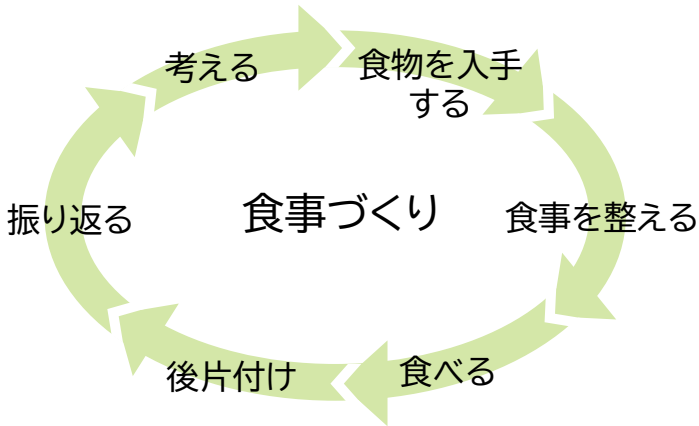 考える
食物を入手
する
食事づくり
振り返る
食事を整える
後片付け
食べる